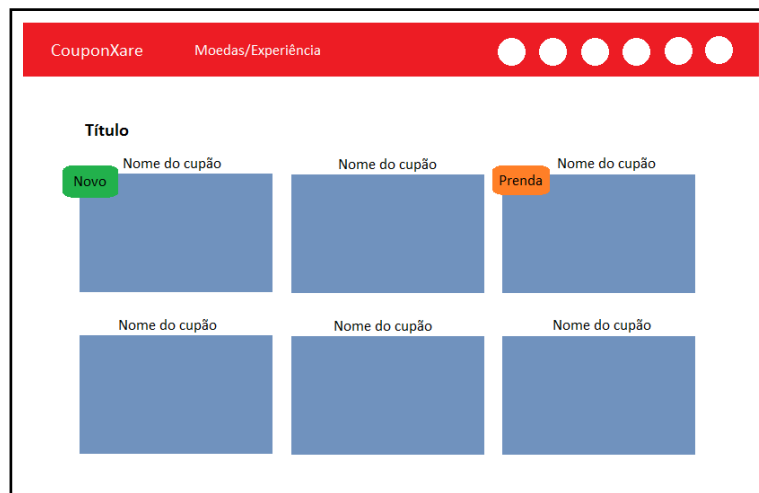 CouponXare
Moedas/Experiência
Título
Nome do cupão
Nome do cupão
Nome do cupão
Novo
Prenda
Nome do cupão
Nome do cupão
Nome do cupão